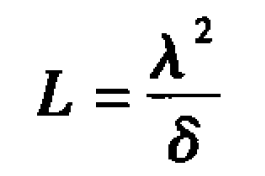 L = λ² / δ